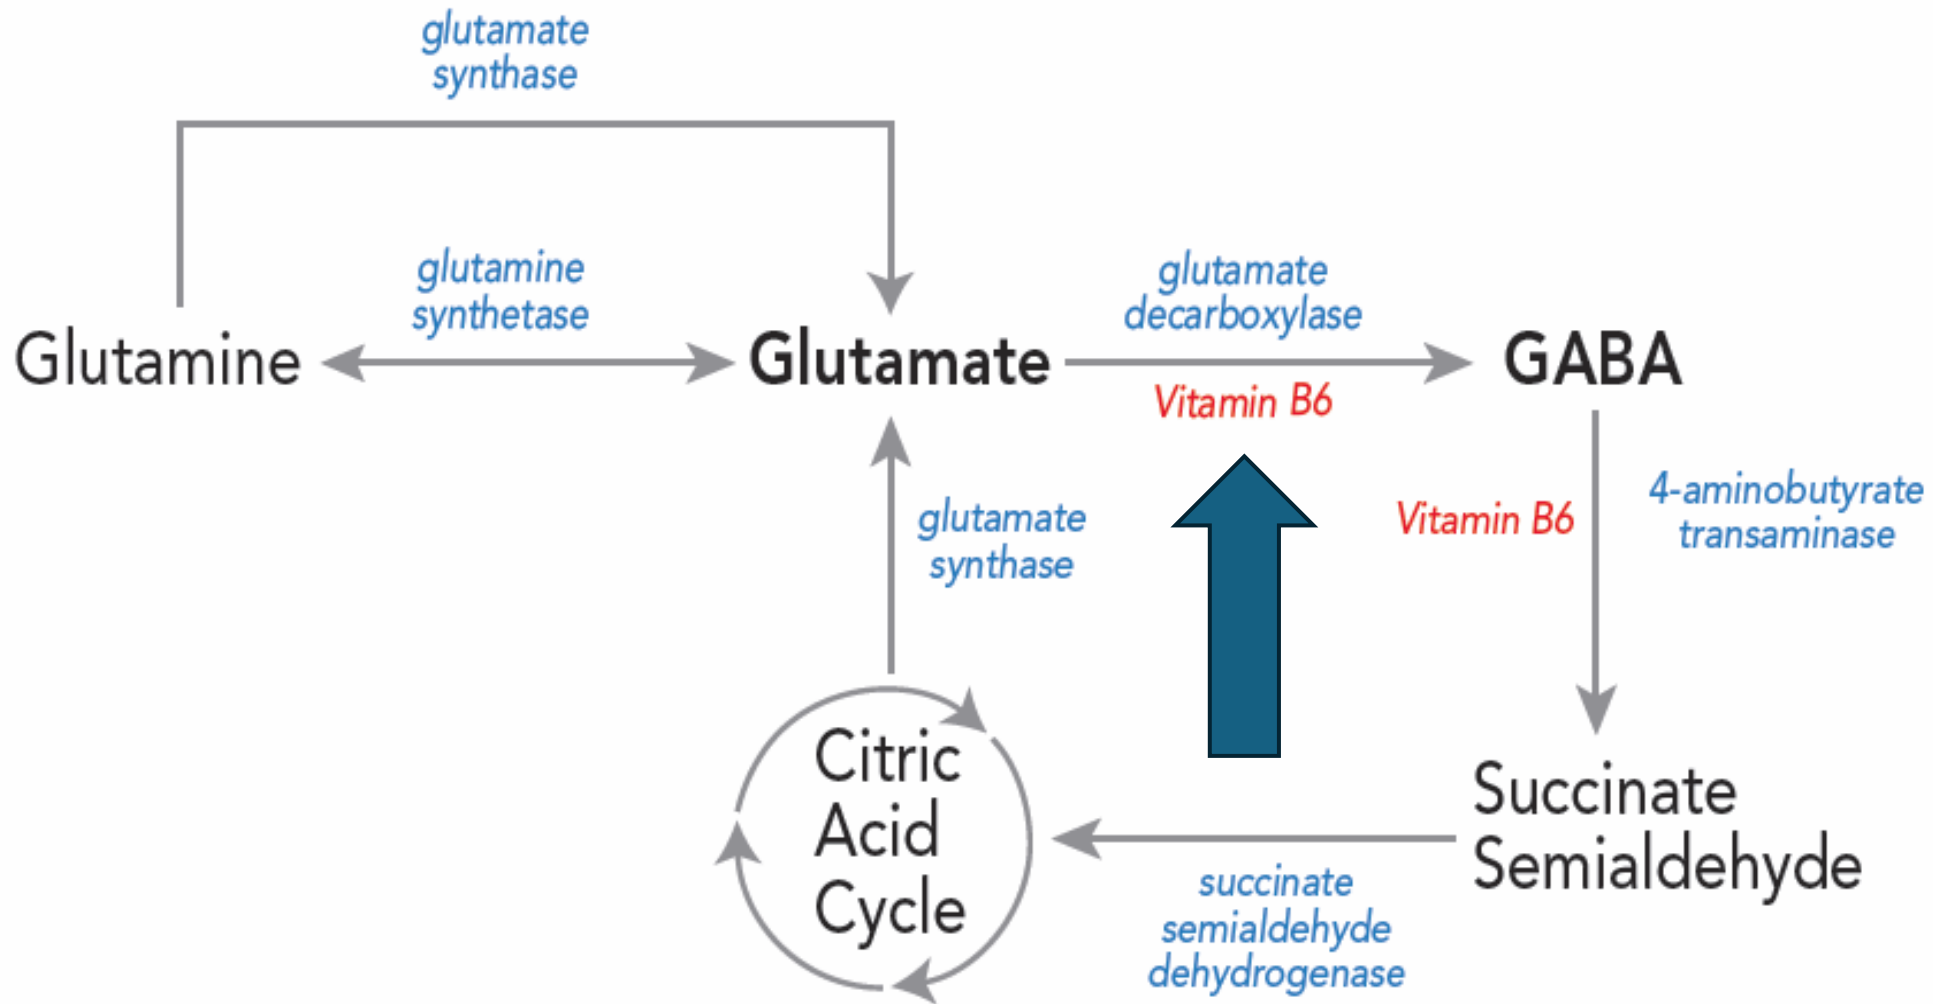 glutamate
synthase
glutamine
synthetase
glutamate
decarboxylase
Glutamine
Glutamate
GABA
Vitamin B6
glutamate
synthase
Vitamin B6
4-aminobutyrate
transaminase
Citric
Acid
Cycle
Succinate
Semialdehyde
succinate
semialdehyde
dehydrogenase